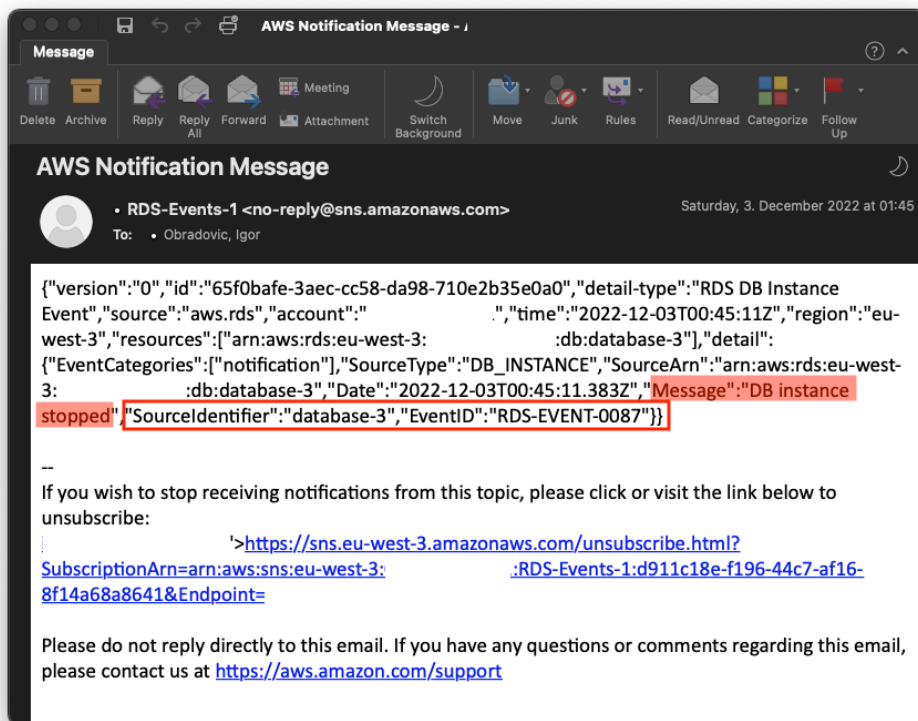 AWS Notification Message -
Message
Delete
Archive
Reply
Reply All
Forward
Meeting
Attachment
Switch Background
Move
Junk
Rules
Read/Unread
Categorize
Follow Up
AWS Notification Message
• RDS-Events-1 <no-reply@sns.amazonaws.com>
Saturday, 3. December 2022 at 01:45
To: • Obradovic, Igor
{"version":"0","id":"65f0bafe-3aec-cc58-da98-710e2b35e0a0","detail-type":"RDS DB Instance
Event","source":"aws.rds","account":" ","time":"2022-12-03T00:45:11Z","region":"eu-
west-3","resources":["arn:aws:rds:eu-west-3: :db:database-3"],"detail":
{"EventCategories":["notification"],"SourceType":"DB_INSTANCE","SourceArn":"arn:aws:rds:eu-west-
3: :db:database-3","Date":"2022-12-03T00:45:11.383Z","Message":"DB instance
stopped","SourceIdentifier":"database-3","EventID":"RDS-EVENT-0087"}}
--
If you wish to stop receiving notifications from this topic, please click or visit the link below to
unsubscribe:
'>https://sns.eu-west-3.amazonaws.com/unsubscribe.html?
SubscriptionArn=arn:aws:sns:eu-west-3: :RDS-Events-1:d911c18e-f196-44c7-af16-
8f14a68a8641&Endpoint=
Please do not reply directly to this email. If you have any questions or comments regarding this email,
please contact us at https://aws.amazon.com/support